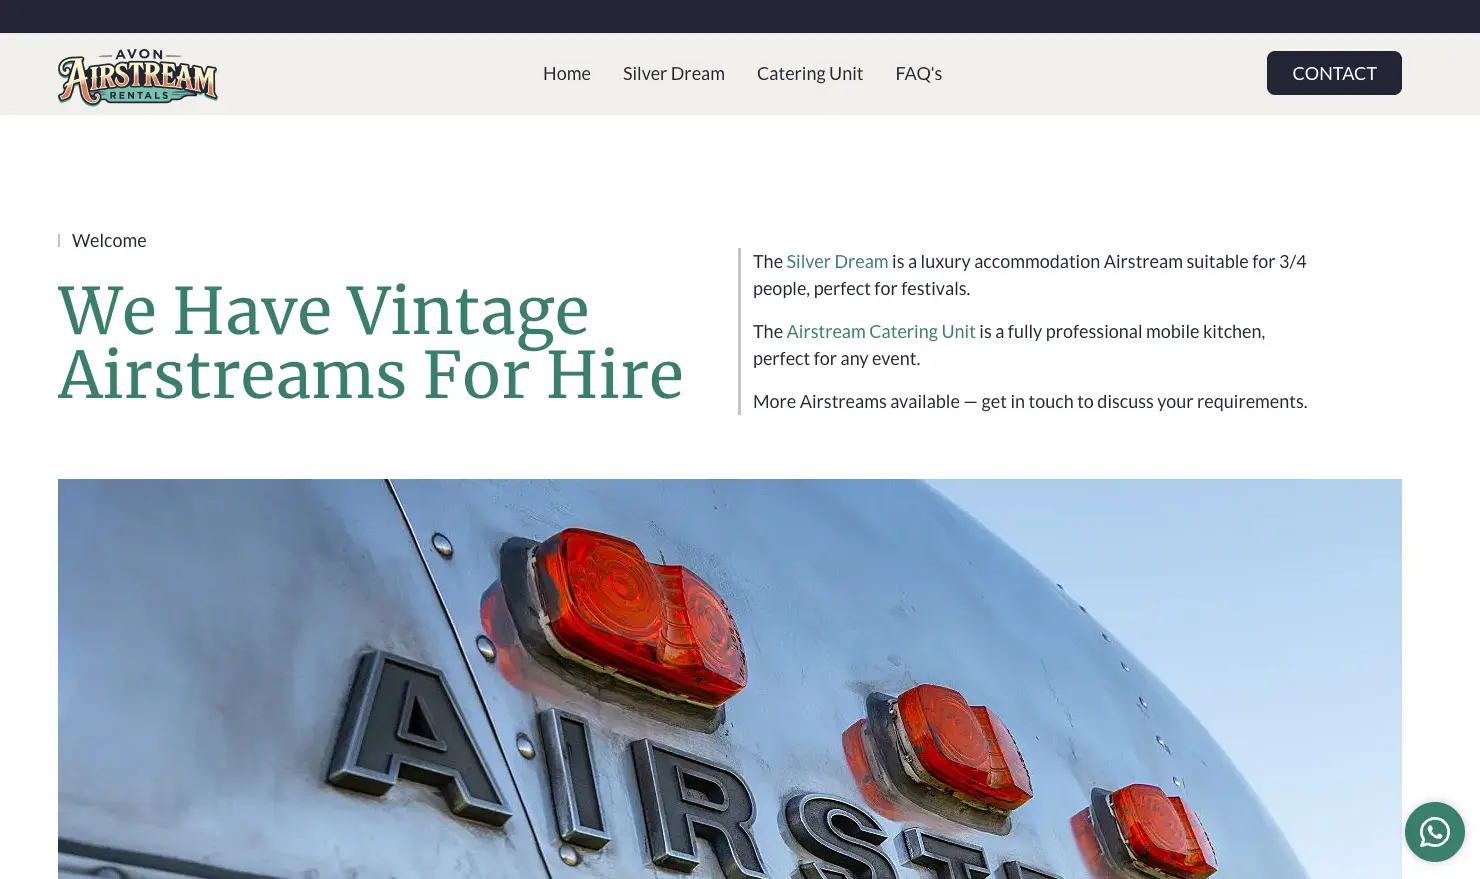 AVON
AIRSTREAM
RENTALS
Home
Silver Dream
Catering Unit
FAQ's
CONTACT
Welcome
We Have Vintage
Airstreams For Hire
The Silver Dream is a luxury accommodation Airstream suitable for 3/4
people, perfect for festivals.
The Airstream Catering Unit is a fully professional mobile kitchen,
perfect for any event.
More Airstreams available — get in touch to discuss your requirements.
AIRST